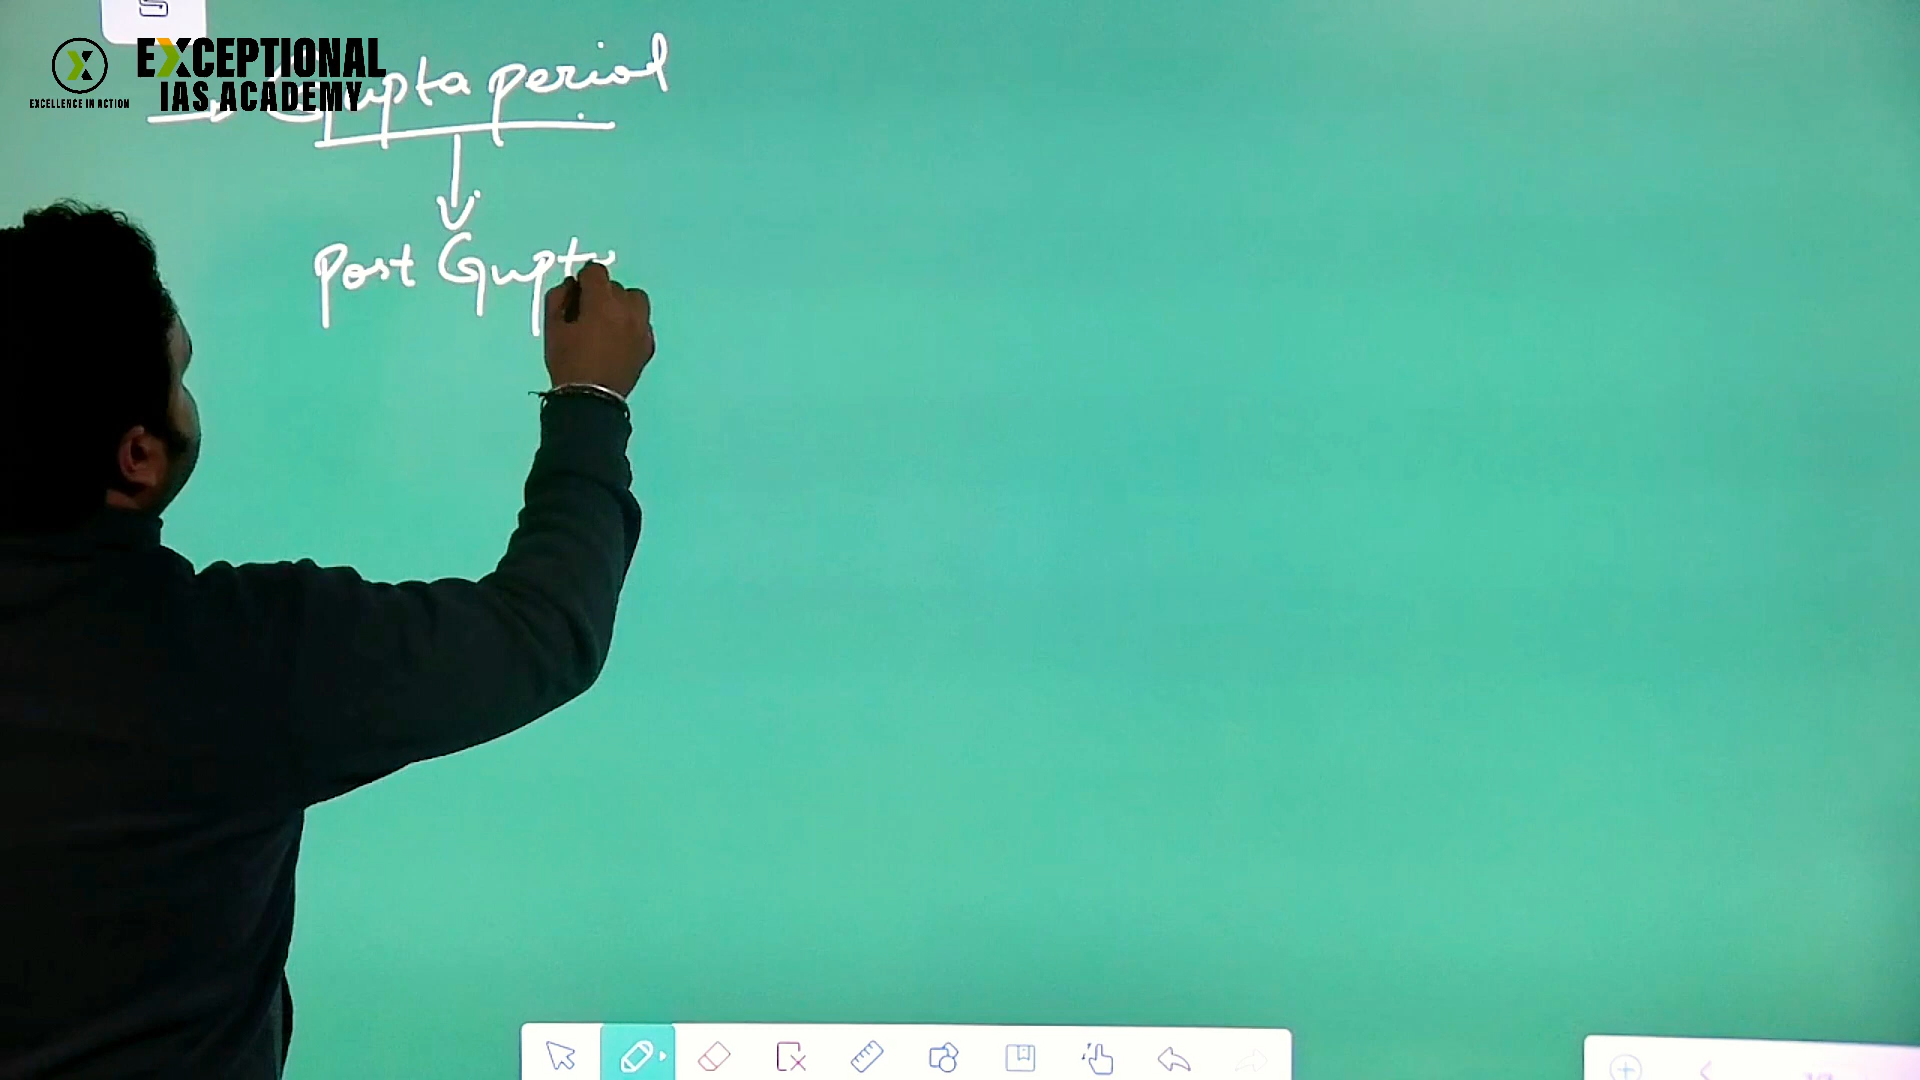 EXCEPTIONAL
IAS ACADEMY
EXCELLENCE IN ACTION
→ Gupta period
Post Gupta